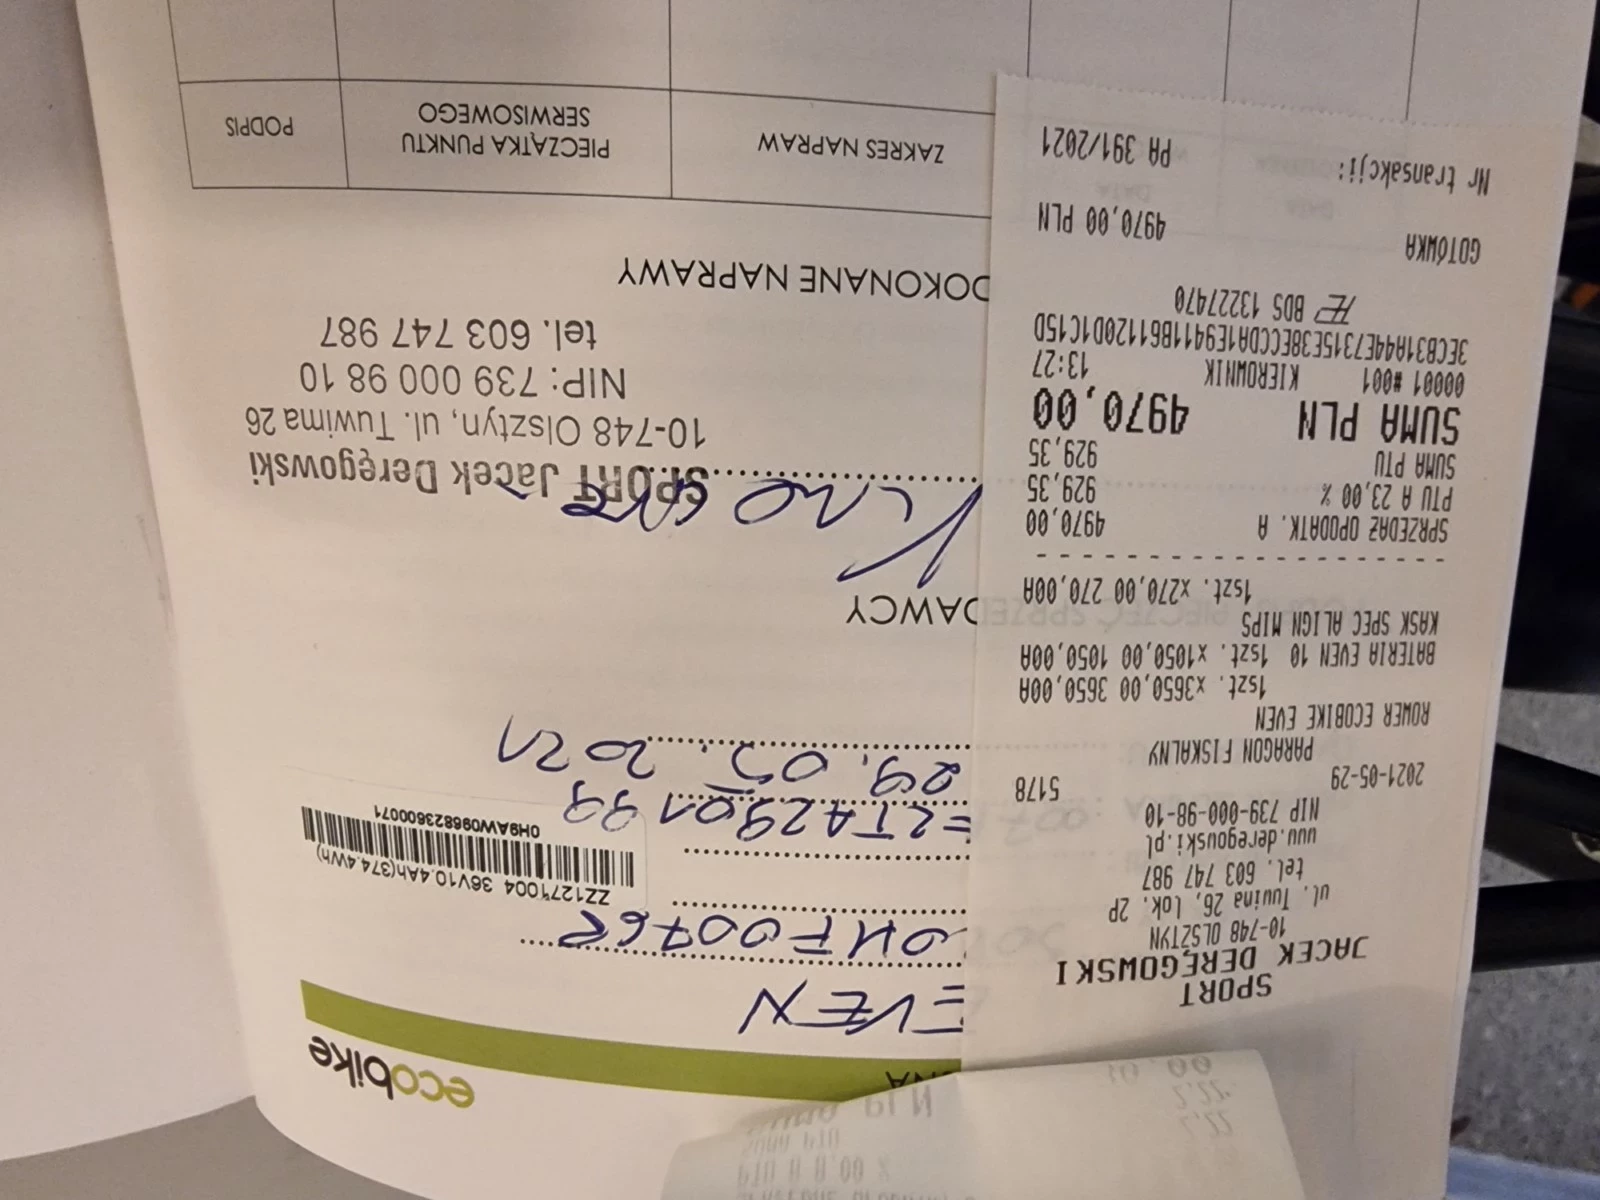 SPORT
JACEK DERĘGOWSKI
10-748 OLSZTYN
ul. Tuwima 26, lok. 2P
tel. 603 747 987
www.deregowski.pl
NIP 739-000-98-10
2021-05-29 5178
PARAGON FISKALNY
ROWER ECOBIKE EVEN
1szt. x3650,00 3650,00A
BATERIA EVEN 10 1szt. x1050,00 1050,00A
KASK SPEC ALIGN MIPS
1szt. x270,00 270,00A
SPRZEDAŻ OPODATK. A 4970,00
PTU A 23,00 % 929,35
SUMA PTU 929,35
SUMA PLN 4970,00
00001 #001 KIEROWNIK 13:27
3ECB31A44E7315E38ECCDA1E9411B61120D1C15D
BDS 13227470
GOTÓWKA 4970,00 PLN
Nr transakcji: PA 391/2021
ecobike
EVEN
ZZ1271004 36V10.4Ah(374.4Wh)
0H9AW096823600071
29.05.2021
DAWCY
SPORT Jacek Deręgowski
10-748 Olsztyn, ul. Tuwima 26
NIP: 739 000 98 10
tel. 603 747 987
DOKONANE NAPRAWY
ZAKRES NAPRAW
PIECZĄTKA PUNKTU
SERWISOWEGO
PODPIS